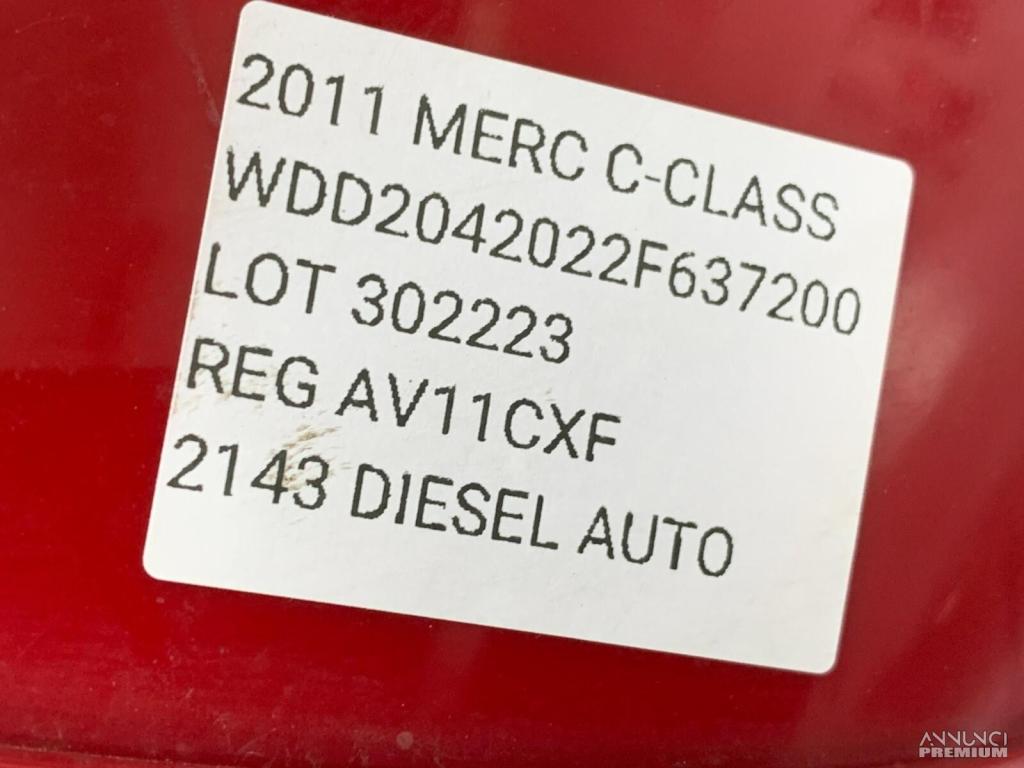 2011 MERC C-CLASS
WDD2042022F637200
LOT 302223
REG AV11CXF
2143 DIESEL AUTO
ANNUNCI
PREMIUM